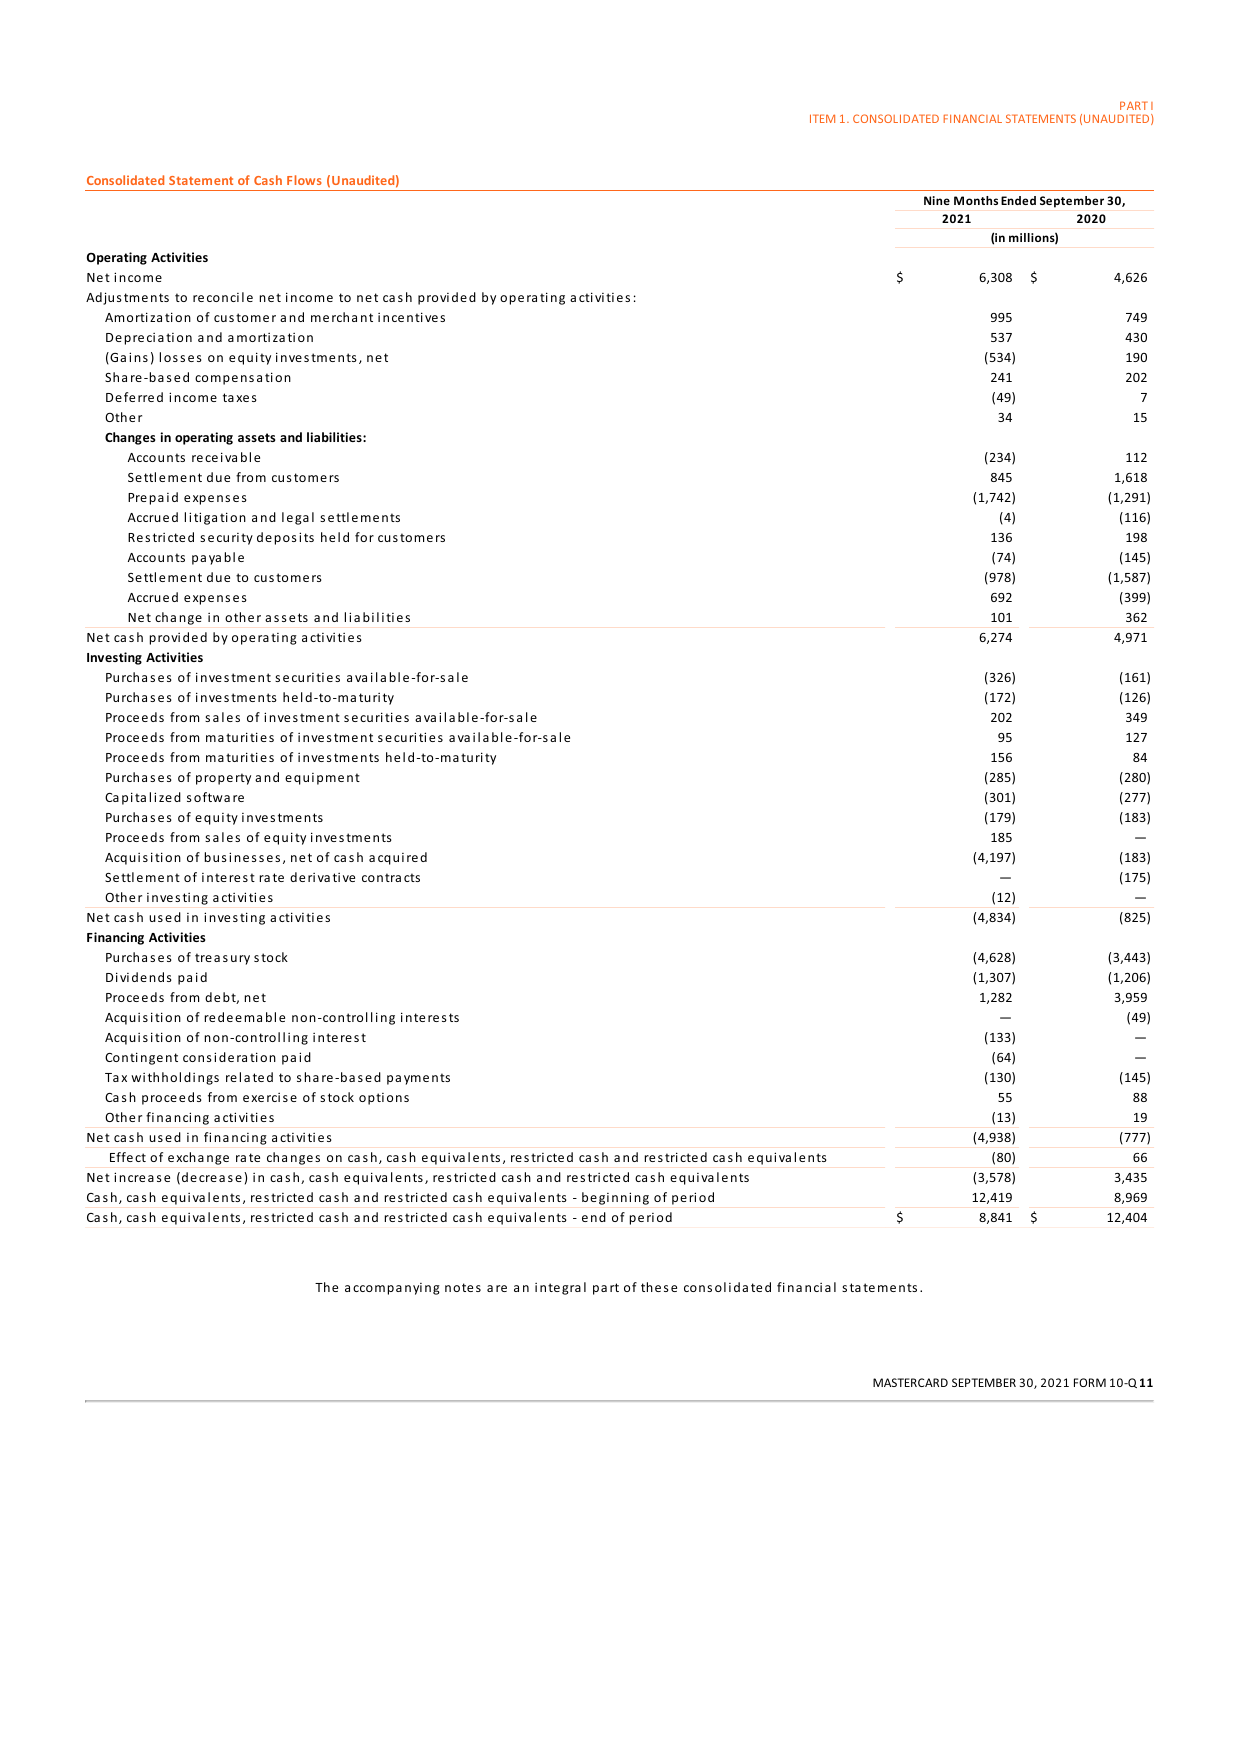 PART I
ITEM 1. CONSOLIDATED FINANCIAL STATEMENTS (UNAUDITED)
Consolidated Statement of Cash Flows (Unaudited)
Nine Months Ended September 30,
2021 2020
(in millions)
Operating Activities
Net income $ 6,308 $ 4,626
Adjustments to reconcile net income to net cash provided by operating activities:
Amortization of customer and merchant incentives 995 749
Depreciation and amortization 537 430
(Gains) losses on equity investments, net (534) 190
Share-based compensation 241 202
Deferred income taxes (49) 7
Other 34 15
Changes in operating assets and liabilities:
Accounts receivable (234) 112
Settlement due from customers 845 1,618
Prepaid expenses (1,742) (1,291)
Accrued litigation and legal settlements (4) (116)
Restricted security deposits held for customers 136 198
Accounts payable (74) (145)
Settlement due to customers (978) (1,587)
Accrued expenses 692 (399)
Net change in other assets and liabilities 101 362
Net cash provided by operating activities 6,274 4,971
Investing Activities
Purchases of investment securities available-for-sale (326) (161)
Purchases of investments held-to-maturity (172) (126)
Proceeds from sales of investment securities available-for-sale 202 349
Proceeds from maturities of investment securities available-for-sale 95 127
Proceeds from maturities of investments held-to-maturity 156 84
Purchases of property and equipment (285) (280)
Capitalized software (301) (277)
Purchases of equity investments (179) (183)
Proceeds from sales of equity investments 185 —
Acquisition of businesses, net of cash acquired (4,197) (183)
Settlement of interest rate derivative contracts — (175)
Other investing activities (12) —
Net cash used in investing activities (4,834) (825)
Financing Activities
Purchases of treasury stock (4,628) (3,443)
Dividends paid (1,307) (1,206)
Proceeds from debt, net 1,282 3,959
Acquisition of redeemable non-controlling interests — (49)
Acquisition of non-controlling interest (133) —
Contingent consideration paid (64) —
Tax withholdings related to share-based payments (130) (145)
Cash proceeds from exercise of stock options 55 88
Other financing activities (13) 19
Net cash used in financing activities (4,938) (777)
Effect of exchange rate changes on cash, cash equivalents, restricted cash and restricted cash equivalents (80) 66
Net increase (decrease) in cash, cash equivalents, restricted cash and restricted cash equivalents (3,578) 3,435
Cash, cash equivalents, restricted cash and restricted cash equivalents - beginning of period 12,419 8,969
Cash, cash equivalents, restricted cash and restricted cash equivalents - end of period $ 8,841 $ 12,404
The accompanying notes are an integral part of these consolidated financial statements.
MASTERCARD SEPTEMBER 30, 2021 FORM 10-Q 11